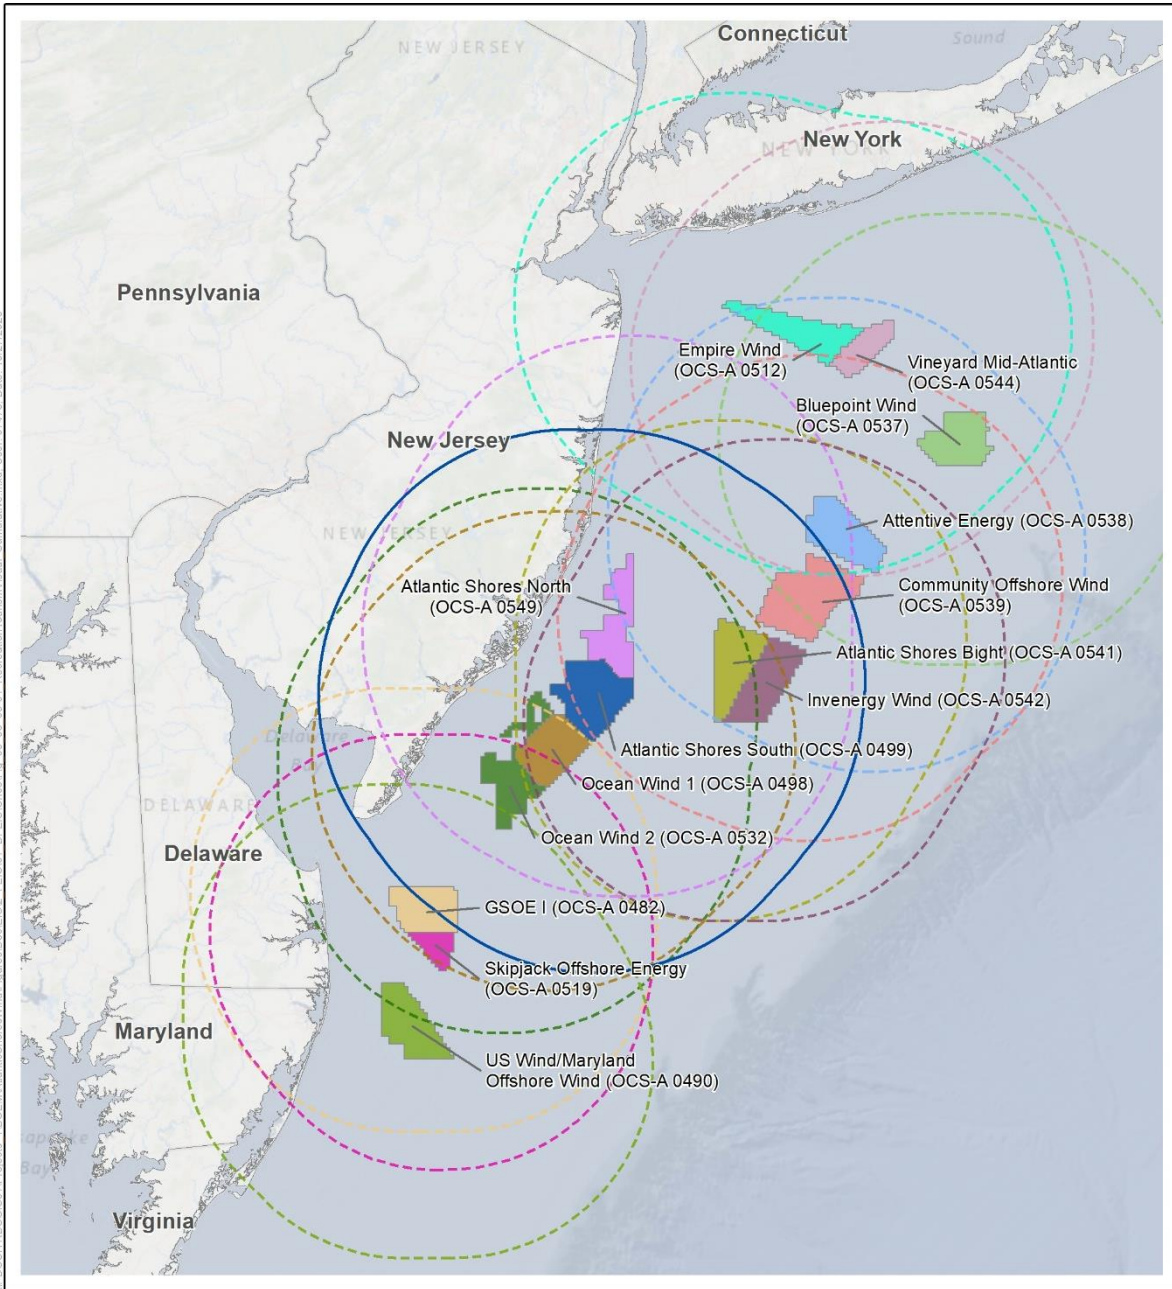 Connecticut
Sound
NEW JERSEY
New York
NEW YORK
Pennsylvania
Empire Wind
(OCS-A 0512)
Vineyard Mid-Atlantic
(OCS-A 0544)
Bluepoint Wind
(OCS-A 0537)
New Jersey
NEW JERSEY
Attentive Energy (OCS-A 0538)
Atlantic Shores North
(OCS-A 0549)
Community Offshore Wind
(OCS-A 0539)
Atlantic Shores Bight (OCS-A 0541)
Invenergy Wind (OCS-A 0542)
Delaware
Bay
Atlantic Shores South (OCS-A 0499)
Ocean Wind 1 (OCS-A 0498)
DELAWARE
Ocean Wind 2 (OCS-A 0532)
Delaware
GSOE I (OCS-A 0482)
Skipjack Offshore Energy
(OCS-A 0519)
Maryland
US Wind/Maryland
Offshore Wind (OCS-A 0490)
sapeake
Bay
Virginia